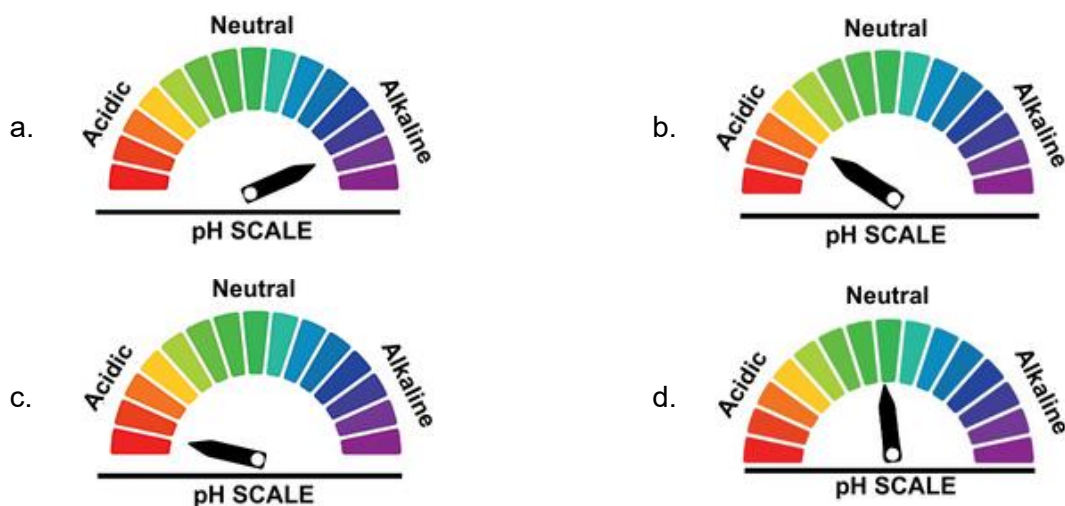 a.
Acidic
Neutral
Alkaline
pH SCALE
b.
Acidic
Neutral
Alkaline
pH SCALE
c.
Acidic
Neutral
Alkaline
pH SCALE
d.
Acidic
Neutral
Alkaline
pH SCALE